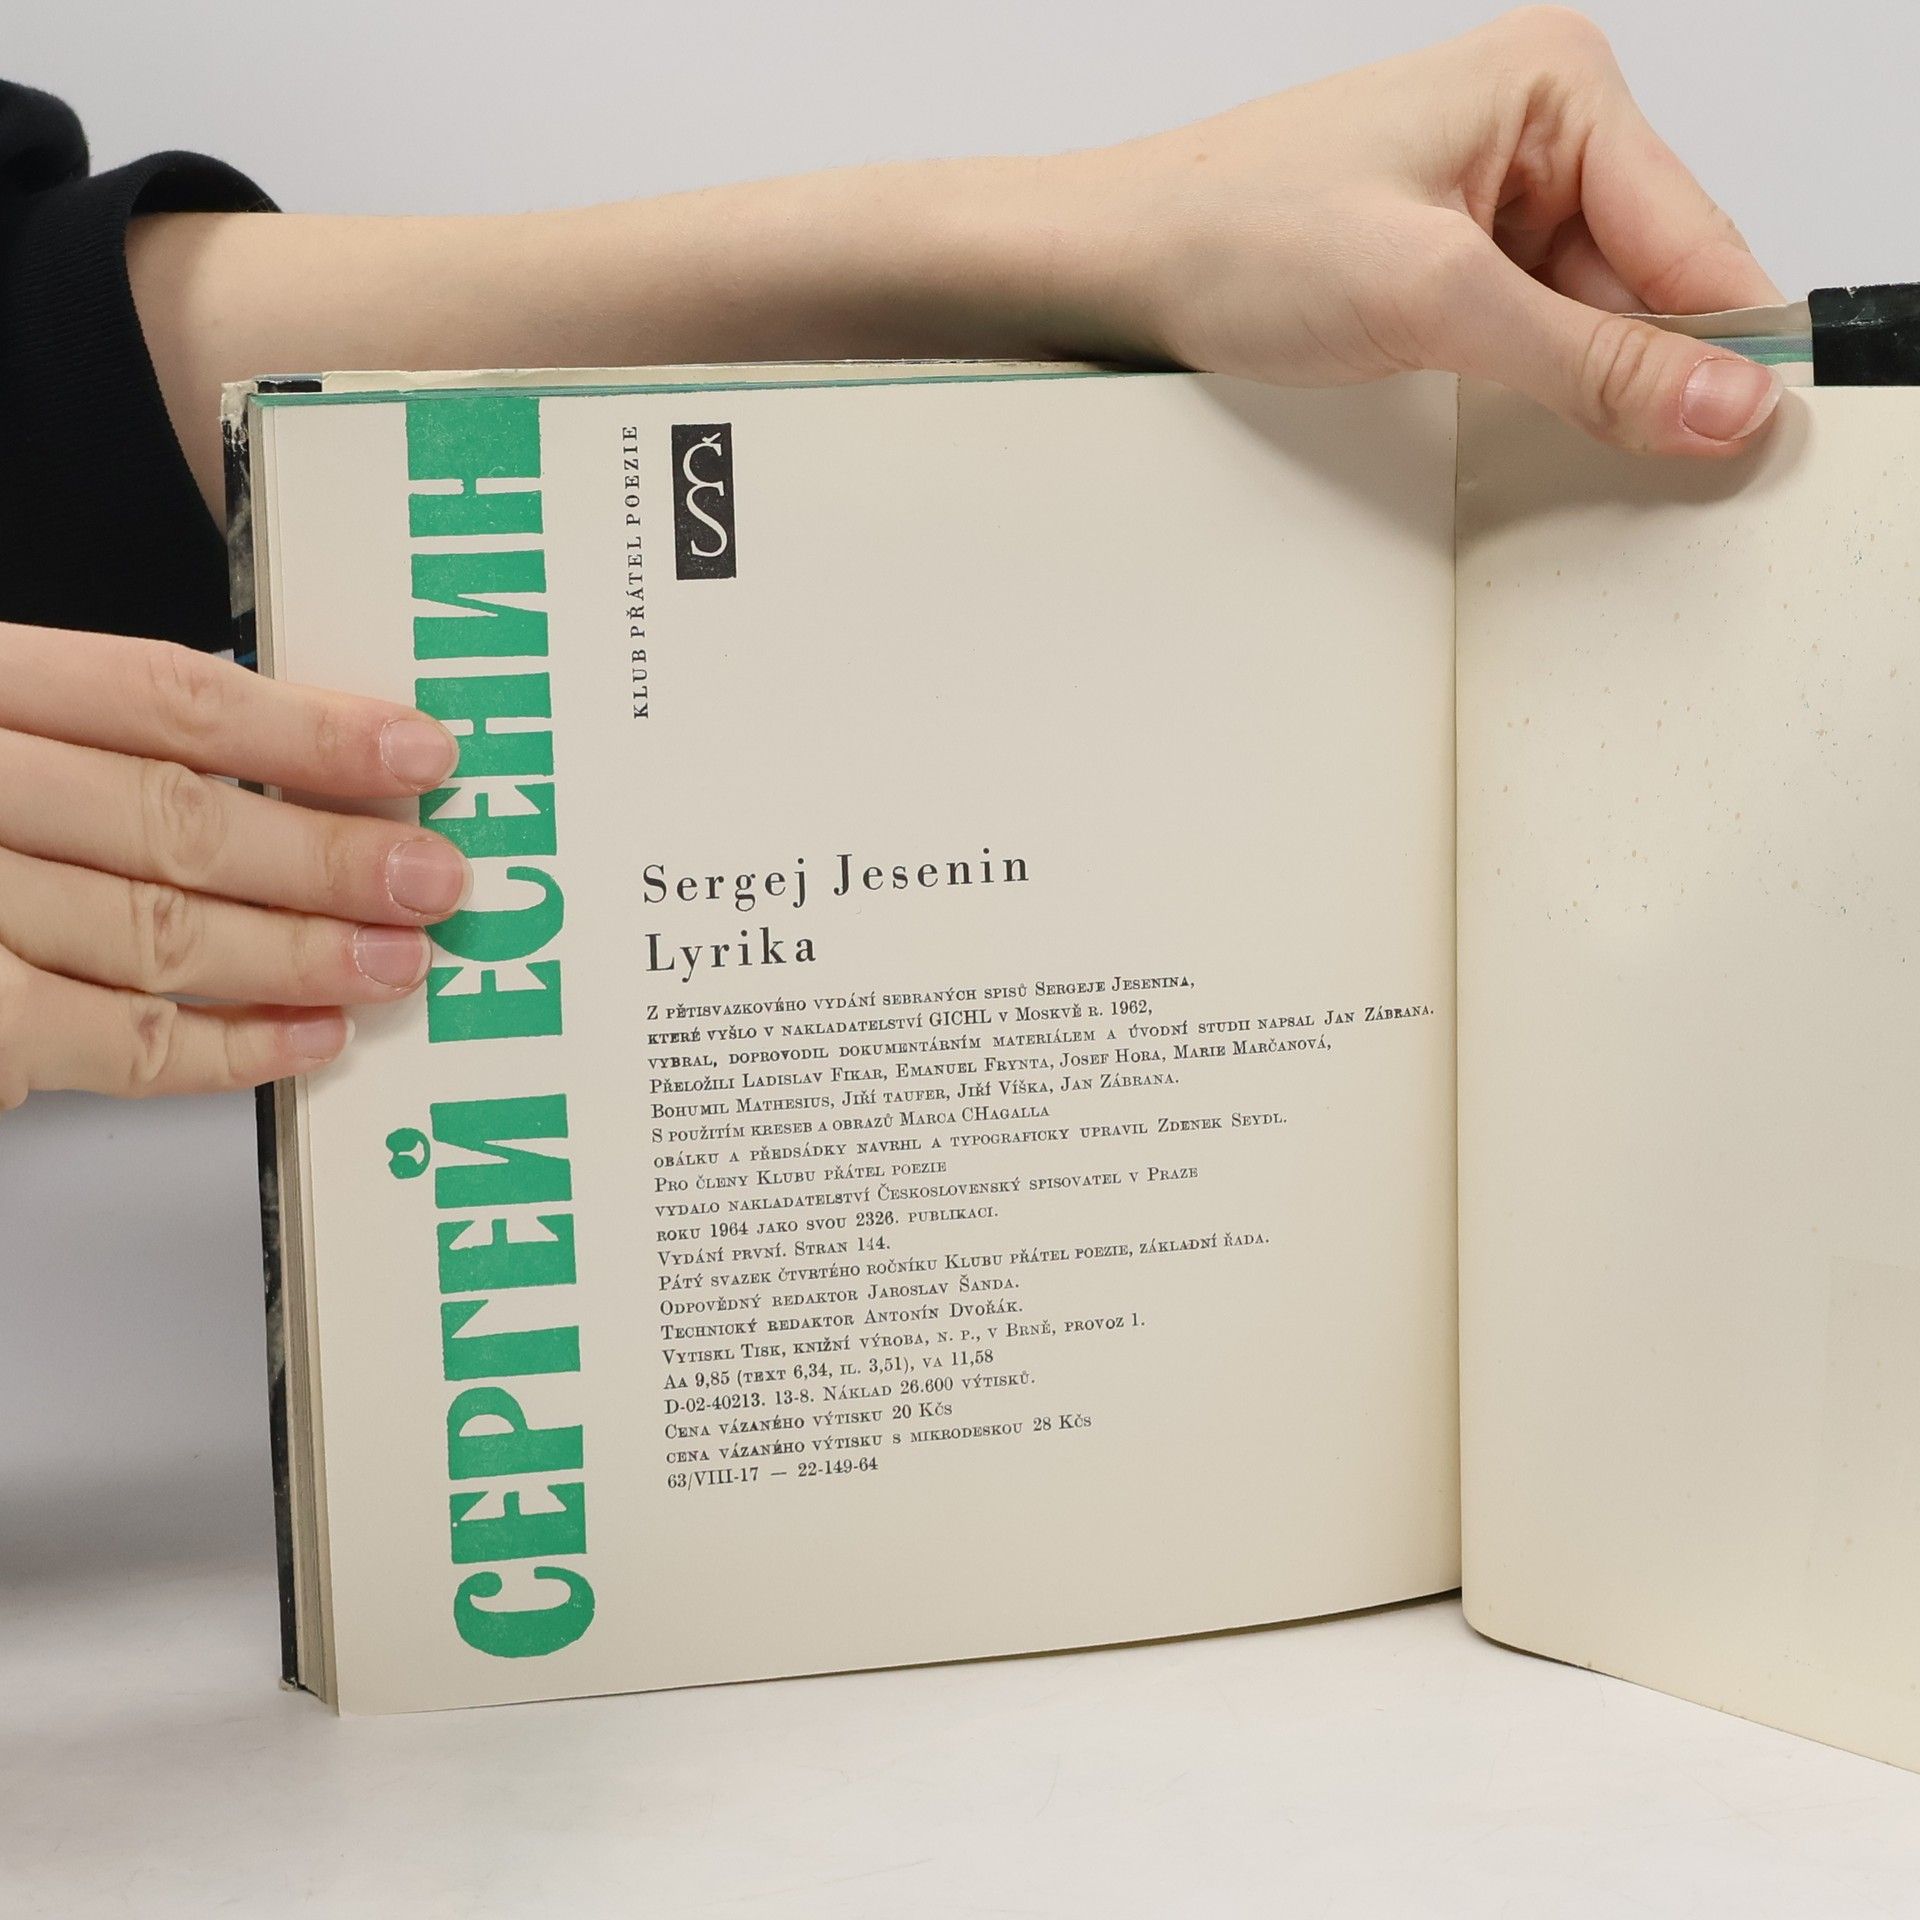 СЕРГЕЙ ЕСЕНИН
KLUB PŘÁTEL POEZIE
ČS
Sergej Jesenin
Lyrika
Z PĚTISVAZKOVÉHO VYDÁNÍ SEBRANÝCH SPISŮ SERGEJE JESENINA,
KTERÉ VYŠLO V NAKLADATELSTVÍ GICHL V MOSKVĚ R. 1962,
VYBRAL, DOPROVODIL DOKUMENTÁRNÍM MATERIÁLEM A ÚVODNÍ STUDII NAPSAL JAN ZÁBRANA.
PŘELOŽILI LADISLAV FIKAR, EMANUEL FRYNTA, JOSEF HORA, MARIE MARČANOVÁ,
BOHUMIL MATHESIUS, JIŘÍ TAUFER, JIŘÍ VÍŠKA, JAN ZÁBRANA.
S POUŽITÍM KRESEB A OBRAZŮ MARCA CHAGALLA
OBÁLKU A PŘEDSÁDKY NAVRHL A TYPOGRAFICKY UPRAVIL ZDENEK SEYDL.
PRO ČLENY KLUBU PŘÁTEL POEZIE
VYDALO NAKLADATELSTVÍ ČESKOSLOVENSKÝ SPISOVATEL V PRAZE
ROKU 1964 JAKO SVOU 2326. PUBLIKACI.
VYDÁNÍ PRVNÍ. STRAN 144.
PÁTÝ SVAZEK ČTVRTÉHO ROČNÍKU KLUBU PŘÁTEL POEZIE, ZÁKLADNÍ ŘADA.
ODPOVĚDNÝ REDAKTOR JAROSLAV ŠANDA.
TECHNICKÝ REDAKTOR ANTONÍN DVOŘÁK.
VYTISKL TISK, KNIŽNÍ VÝROBA, N. P., V BRNĚ, PROVOZ 1.
AA 9,85 (TEXT 6,34, IL. 3,51), VA 11,58
D-02-40213. 13-8. NÁKLAD 26.600 VÝTISKŮ.
CENA VÁZANÉHO VÝTISKU 20 KČS
CENA VÁZANÉHO VÝTISKU S MIKRODESKOU 28 KČS
63/VIII-17 — 22-149-64